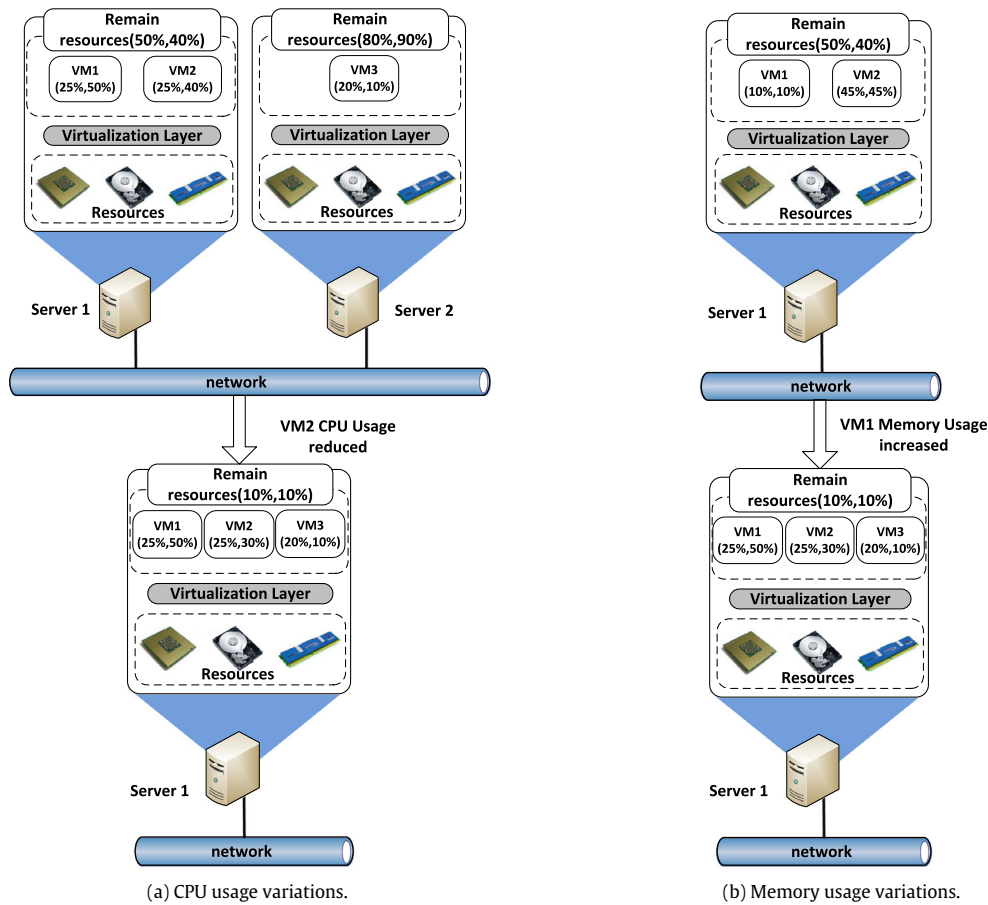 Remain
resources(50%,40%)
VM1
(25%,50%)
VM2
(25%,40%)
Virtualization Layer
Resources
Server 1
Remain
resources(80%,90%)
VM3
(20%,10%)
Virtualization Layer
Resources
Server 2
network
VM2 CPU Usage
reduced
Remain
resources(10%,10%)
VM1
(25%,50%)
VM2
(25%,30%)
VM3
(20%,10%)
Virtualization Layer
Resources
Server 1
network
(a) CPU usage variations.
Remain
resources(50%,40%)
VM1
(10%,10%)
VM2
(45%,45%)
Virtualization Layer
Resources
Server 1
network
VM1 Memory Usage
increased
Remain
resources(10%,10%)
VM1
(25%,50%)
VM2
(25%,30%)
VM3
(20%,10%)
Virtualization Layer
Resources
Server 1
network
(b) Memory usage variations.